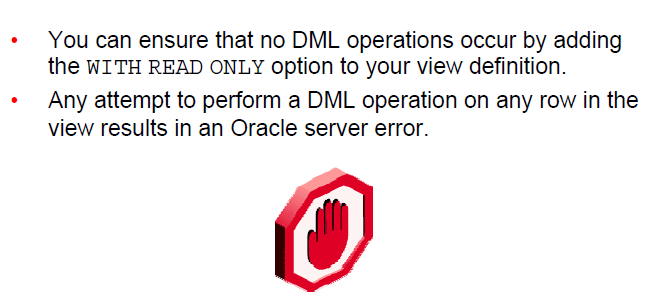 • You can ensure that no DML operations occur by adding
the WITH READ ONLY option to your view definition.
• Any attempt to perform a DML operation on any row in the
view results in an Oracle server error.